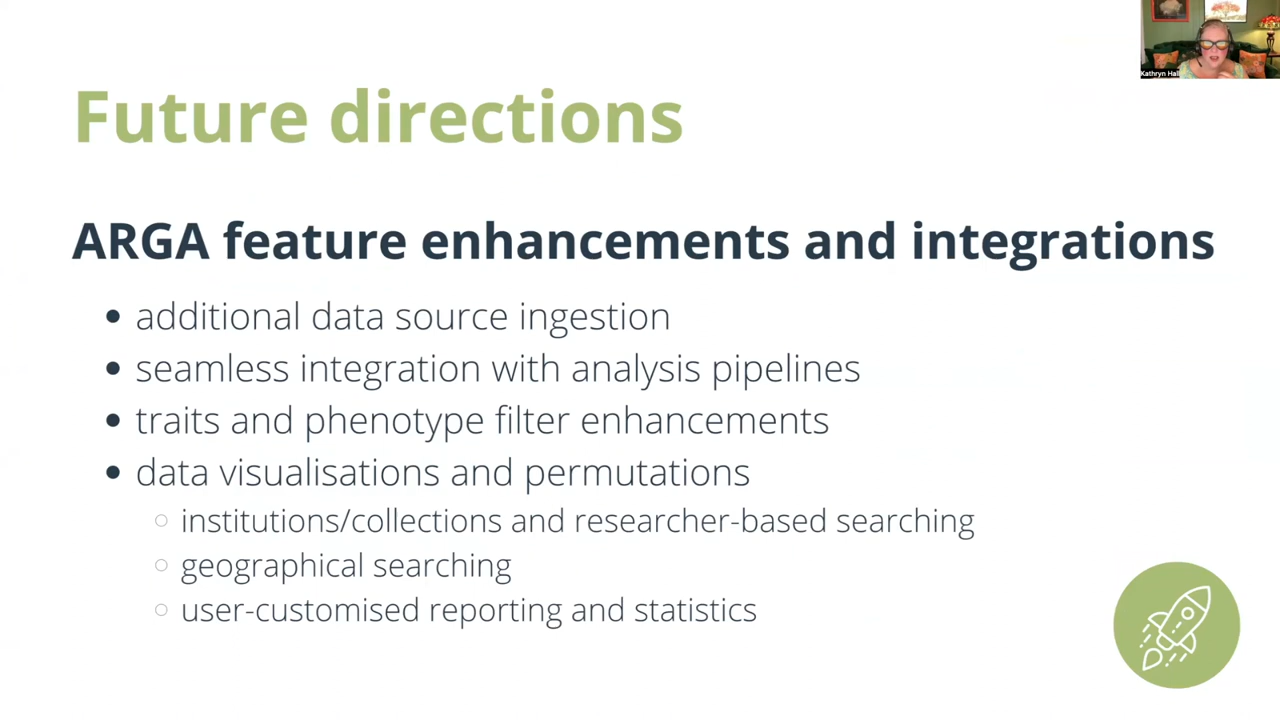 Kathryn Hall
Future directions
ARGA feature enhancements and integrations
• additional data source ingestion
• seamless integration with analysis pipelines
• traits and phenotype filter enhancements
• data visualisations and permutations
○ institutions/collections and researcher-based searching
○ geographical searching
○ user-customised reporting and statistics